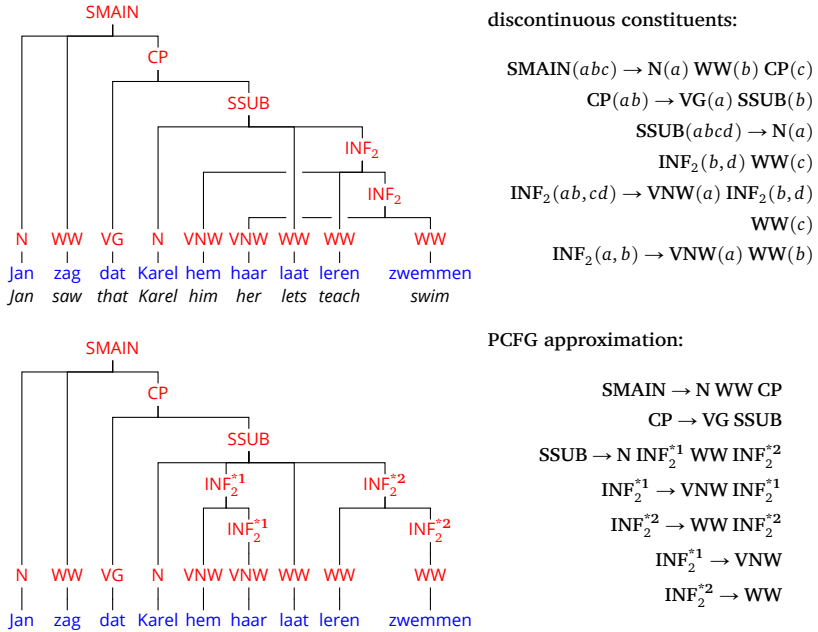 SMAIN
CP
SSUB
INF₂
INF₂
N WW VG N VNW VNW WW WW WW
Jan zag dat Karel hem haar laat leren zwemmen
Jan saw that Karel him her lets teach swim
discontinuous constituents:
SMAIN(abc) → N(a) WW(b) CP(c)
CP(ab) → VG(a) SSUB(b)
SSUB(abcd) → N(a)
INF₂(b,d) WW(c)
INF₂(ab,cd) → VNW(a) INF₂(b,d)
WW(c)
INF₂(a,b) → VNW(a) WW(b)
SMAIN
CP
SSUB
INF₂*¹ INF₂*²
INF₂*¹ INF₂*²
N WW VG N VNW VNW WW WW WW
Jan zag dat Karel hem haar laat leren zwemmen
PCFG approximation:
SMAIN → N WW CP
CP → VG SSUB
SSUB → N INF₂*¹ WW INF₂*²
INF₂*¹ → VNW INF₂*¹
INF₂*² → WW INF₂*²
INF₂*¹ → VNW
INF₂*² → WW